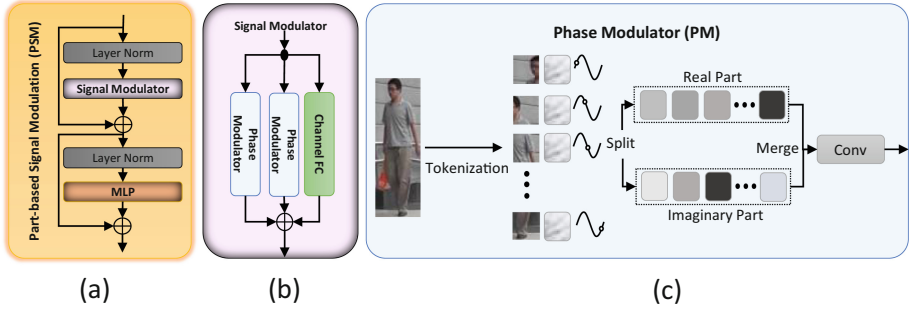 Part-based Signal Modulation (PSM)
Layer Norm
Signal Modulator
Layer Norm
MLP
(a)
Signal Modulator
Phase
Modulator
Phase
Modulator
Channel FC
(b)
Phase Modulator (PM)
Tokenization
Split
Real Part
Imaginary Part
Merge
Conv
(c)